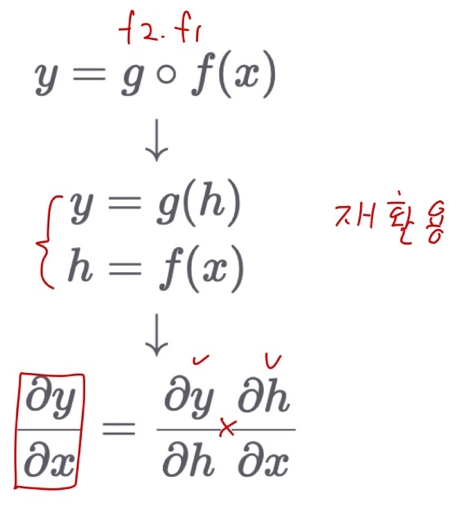 f2. f1
y = g ∘ f(x)
↓
y = g(h)
재활용
h = f(x)
↓
∂y/∂x = ∂y/∂h × ∂h/∂x